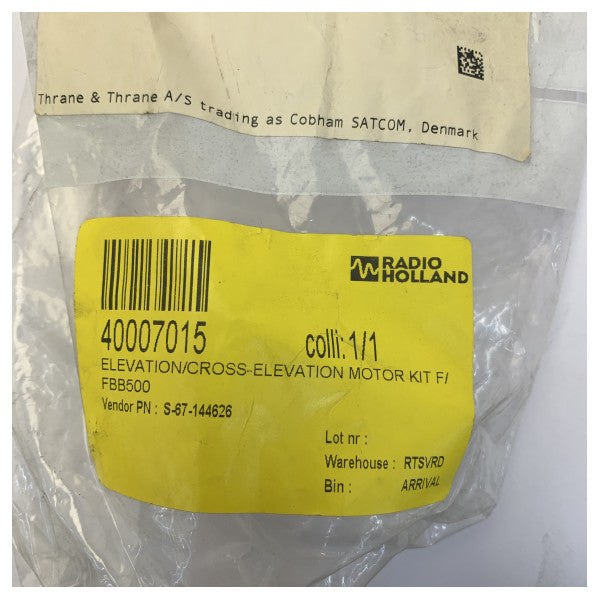 Thrane & Thrane A/S trading as Cobham SATCOM, Denmark
RADIO
HOLLAND
40007015 colli:1/1
ELEVATION/CROSS-ELEVATION MOTOR KIT F/
FBB500
Vendor PN : S-67-144626
Lot nr :
Warehouse : RTSVRD
Bin : ARRIVAL